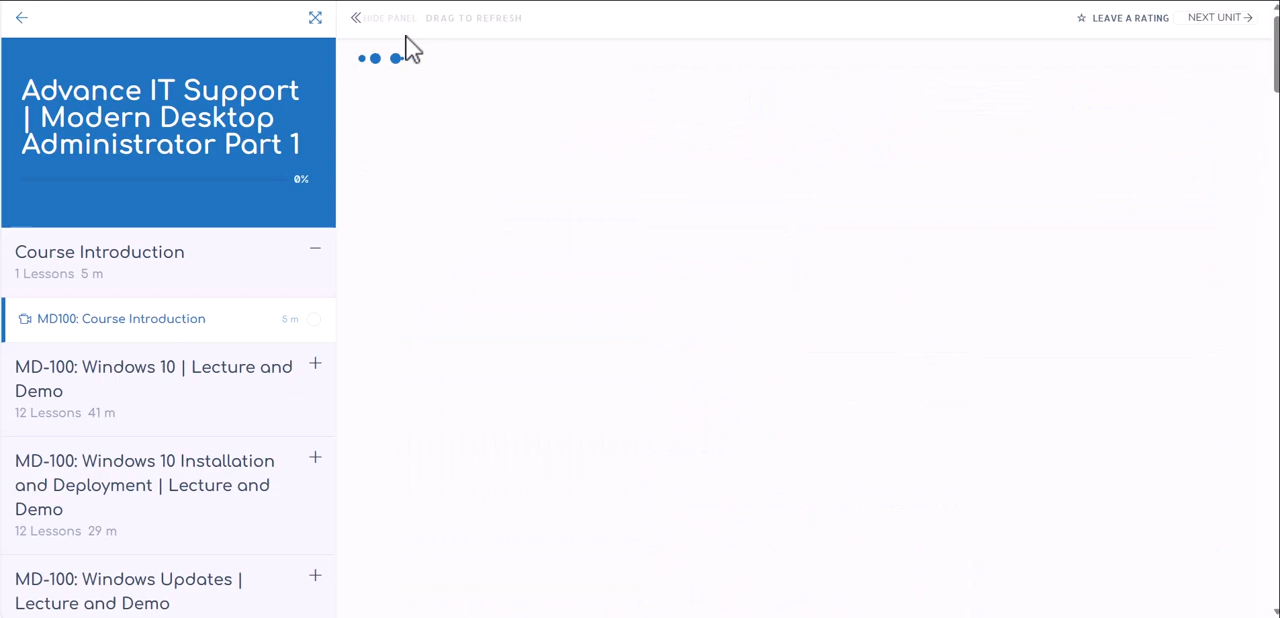 HIDE PANEL DRAG TO REFRESH LEAVE A RATING NEXT UNIT
Advance IT Support
| Modern Desktop
Administrator Part 1
0%
Course Introduction
1 Lessons 5 m
MD100: Course Introduction 5 m
MD-100: Windows 10 | Lecture and
Demo
12 Lessons 41 m
MD-100: Windows 10 Installation
and Deployment | Lecture and
Demo
12 Lessons 29 m
MD-100: Windows Updates |
Lecture and Demo